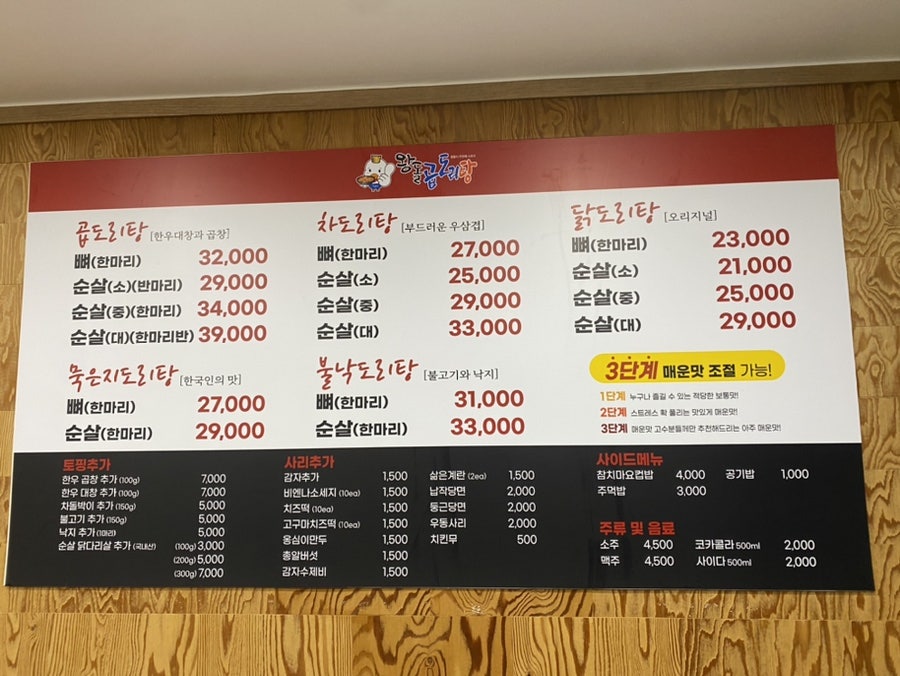 왕궁곱도리탕
곱도리탕 [한우대창과 곱창]
뼈(한마리) 32,000
순살(소)(반마리) 29,000
순살(중)(한마리) 34,000
순살(대)(한마리반) 39,000
차도리탕 [부드러운 우삼겹]
뼈(한마리) 27,000
순살(소) 25,000
순살(중) 29,000
순살(대) 33,000
닭도리탕 [오리지널]
뼈(한마리) 23,000
순살(소) 21,000
순살(중) 25,000
순살(대) 29,000
묵은지도리탕 [한국인의 맛]
뼈(한마리) 27,000
순살(한마리) 29,000
불낙도리탕 [불고기와 낙지]
뼈(한마리) 31,000
순살(한마리) 33,000
3단계 매운맛 조절 가능!
1단계 누구나 즐길 수 있는 적당한 보통맛!
2단계 스트레스 확 풀리는 맛있게 매운맛!
3단계 매운맛 고수분들께만 추천해드리는 아주 매운맛!
토핑추가
한우 곱창 추가 (100g) 7,000
한우 대창 추가 (100g) 7,000
차돌박이 추가 (150g) 5,000
불고기 추가 (150g) 5,000
낙지 추가 (1마리) 5,000
순살 닭다리살 추가 (국내산) (100g) 3,000
(200g) 5,000
(300g) 7,000
사리추가
감자추가 1,500
비엔나소세지 (10ea) 1,500
치즈떡 (10ea) 1,500
고구마치즈떡 (10ea) 1,500
옹심이만두 1,500
총알버섯 1,500
감자수제비 1,500
삶은계란 (2ea) 1,500
납작당면 2,000
둥근당면 2,000
우동사리 2,000
치킨무 500
사이드메뉴
참치마요컵밥 4,000 공기밥 1,000
주먹밥 3,000
주류 및 음료
소주 4,500 코카콜라 500ml 2,000
맥주 4,500 사이다 500ml 2,000